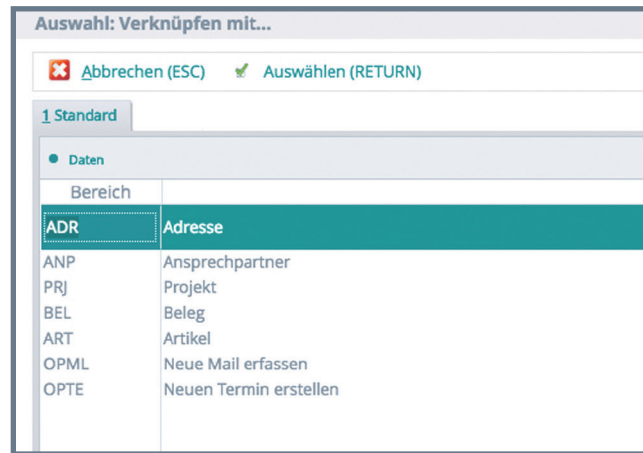 Auswahl: Verknüpfen mit...
Abbrechen (ESC) Auswählen (RETURN)
1 Standard
Daten
Bereich
ADR Adresse
ANP Ansprechpartner
PRJ Projekt
BEL Beleg
ART Artikel
OPML Neue Mail erfassen
OPTE Neuen Termin erstellen